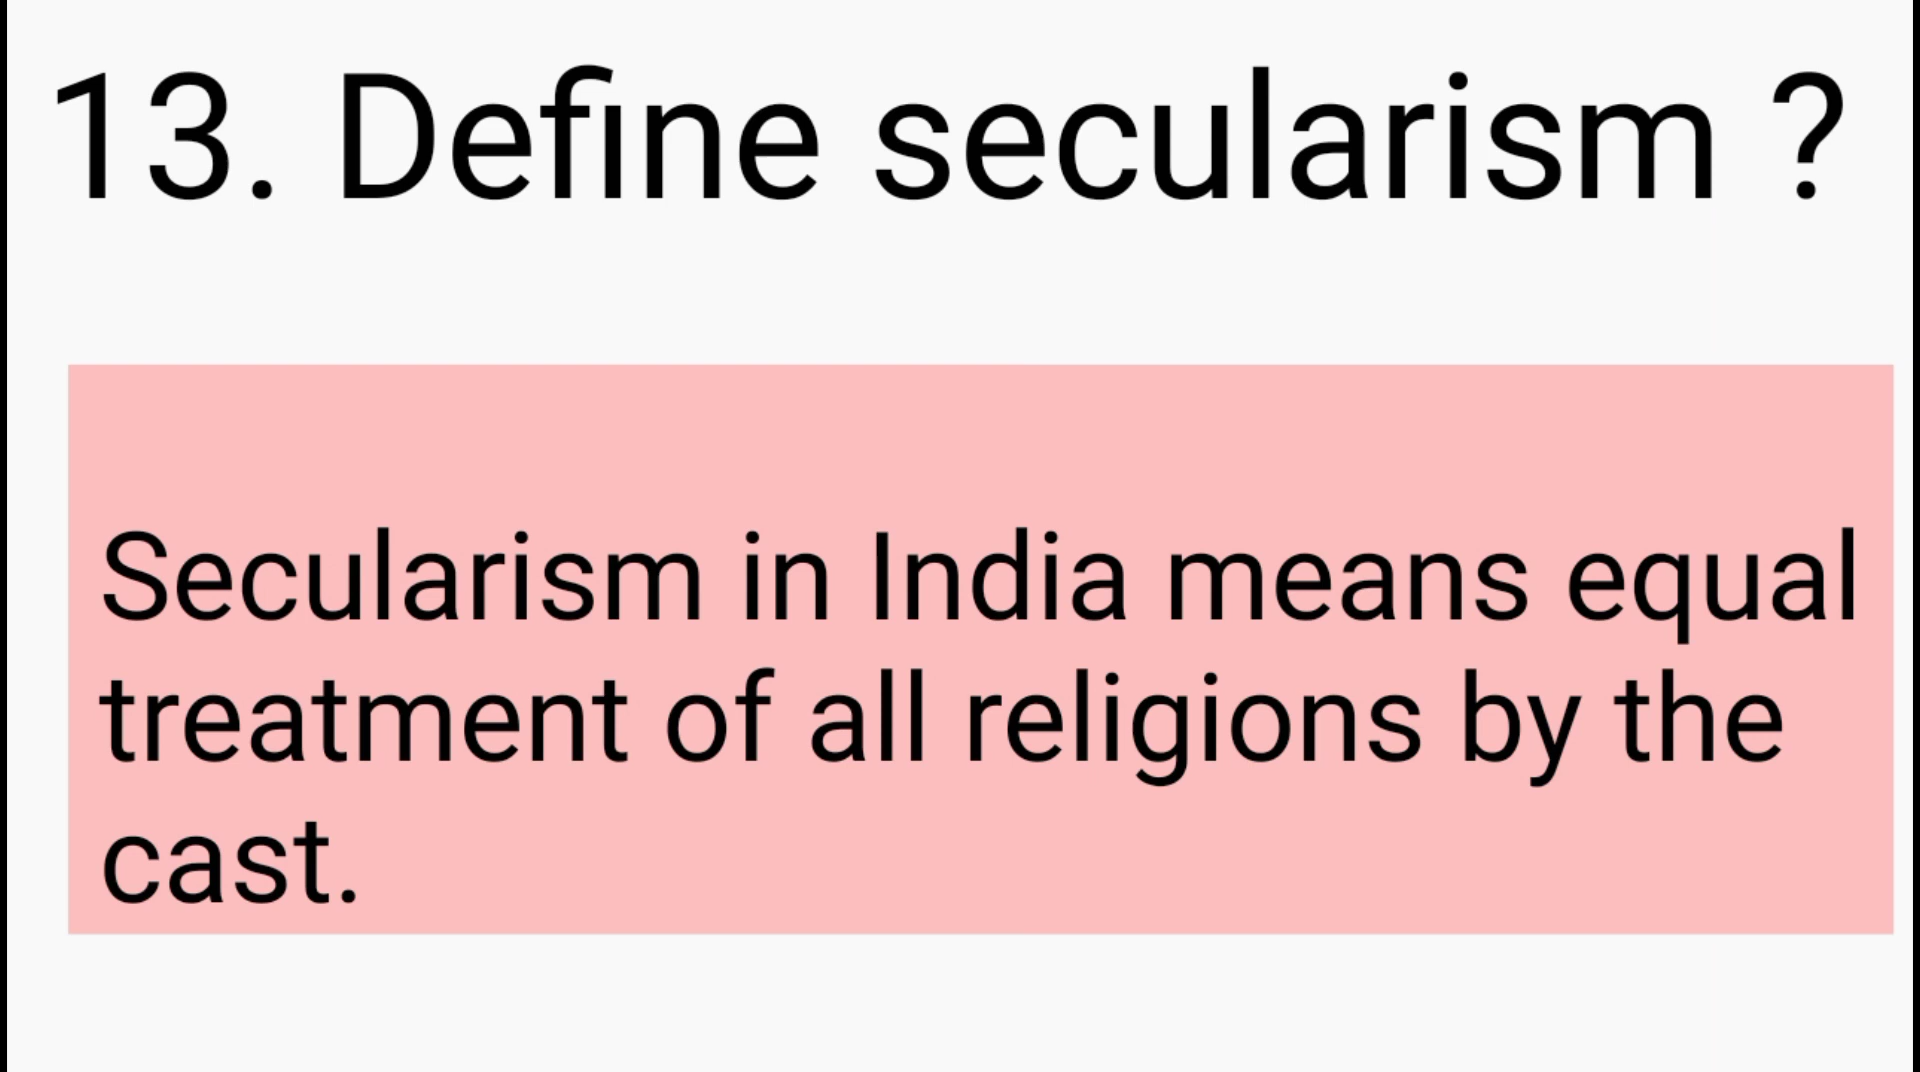 13. Define secularism ?
Secularism in India means equal
treatment of all religions by the
cast.